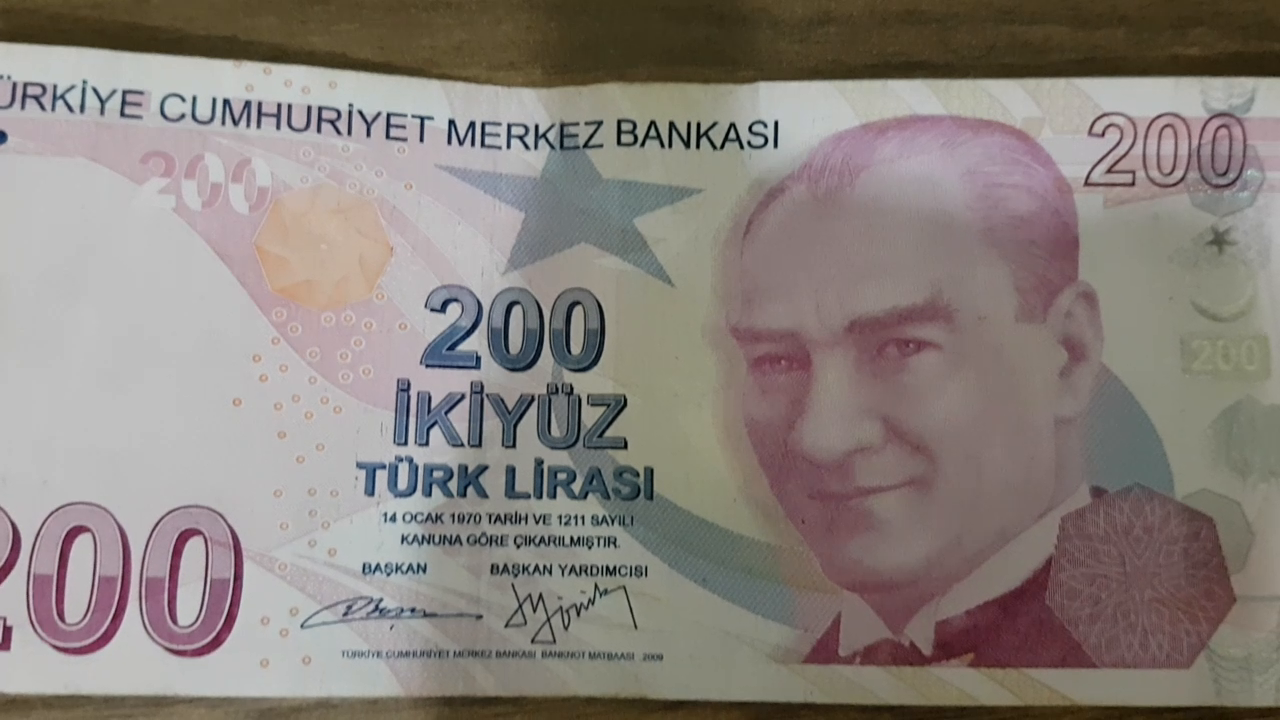 ÜRKİYE CUMHURİYET MERKEZ BANKASI
200
200
200
200
İKİYÜZ
TÜRK LİRASI
14 OCAK 1970 TARİH VE 1211 SAYILI
KANUNA GÖRE ÇIKARILMIŞTIR.
BAŞKAN BAŞKAN YARDIMCISI
200
TÜRKİYE CUMHURİYET MERKEZ BANKASI BANKNOT MATBAASI 2009